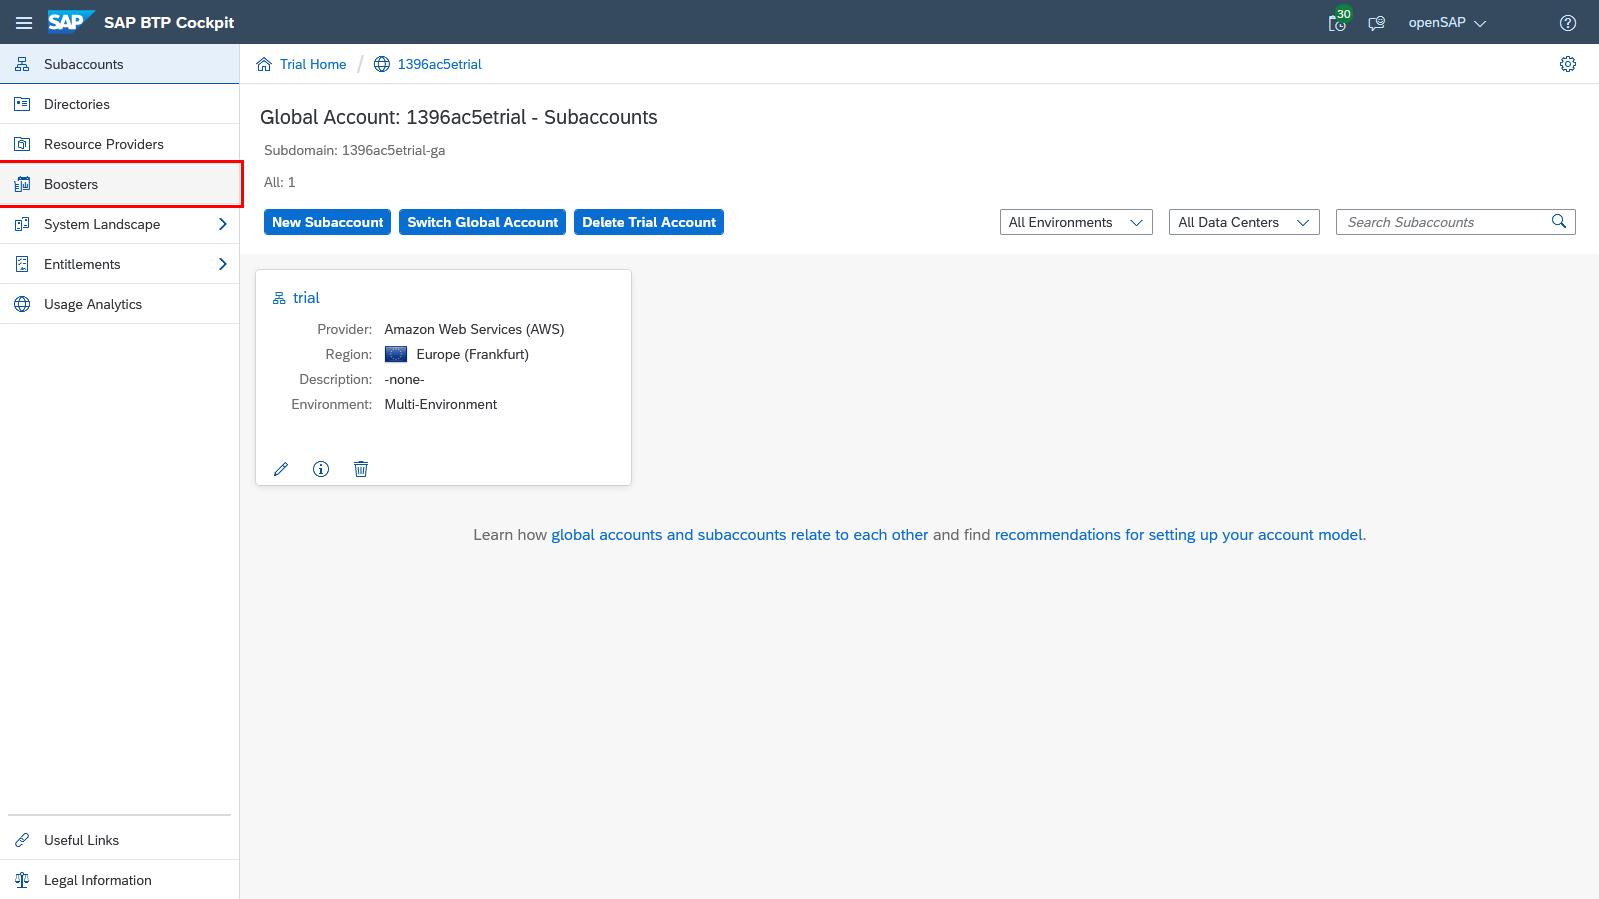 SAP SAP BTP Cockpit
30
openSAP
Subaccounts
Directories
Resource Providers
Boosters
System Landscape
Entitlements
Usage Analytics
Useful Links
Legal Information
Trial Home / 1396ac5etrial
Global Account: 1396ac5etrial - Subaccounts
Subdomain: 1396ac5etrial-ga
All: 1
New Subaccount Switch Global Account Delete Trial Account All Environments All Data Centers Search Subaccounts
trial
Provider: Amazon Web Services (AWS)
Region: Europe (Frankfurt)
Description: -none-
Environment: Multi-Environment
Learn how global accounts and subaccounts relate to each other and find recommendations for setting up your account model.